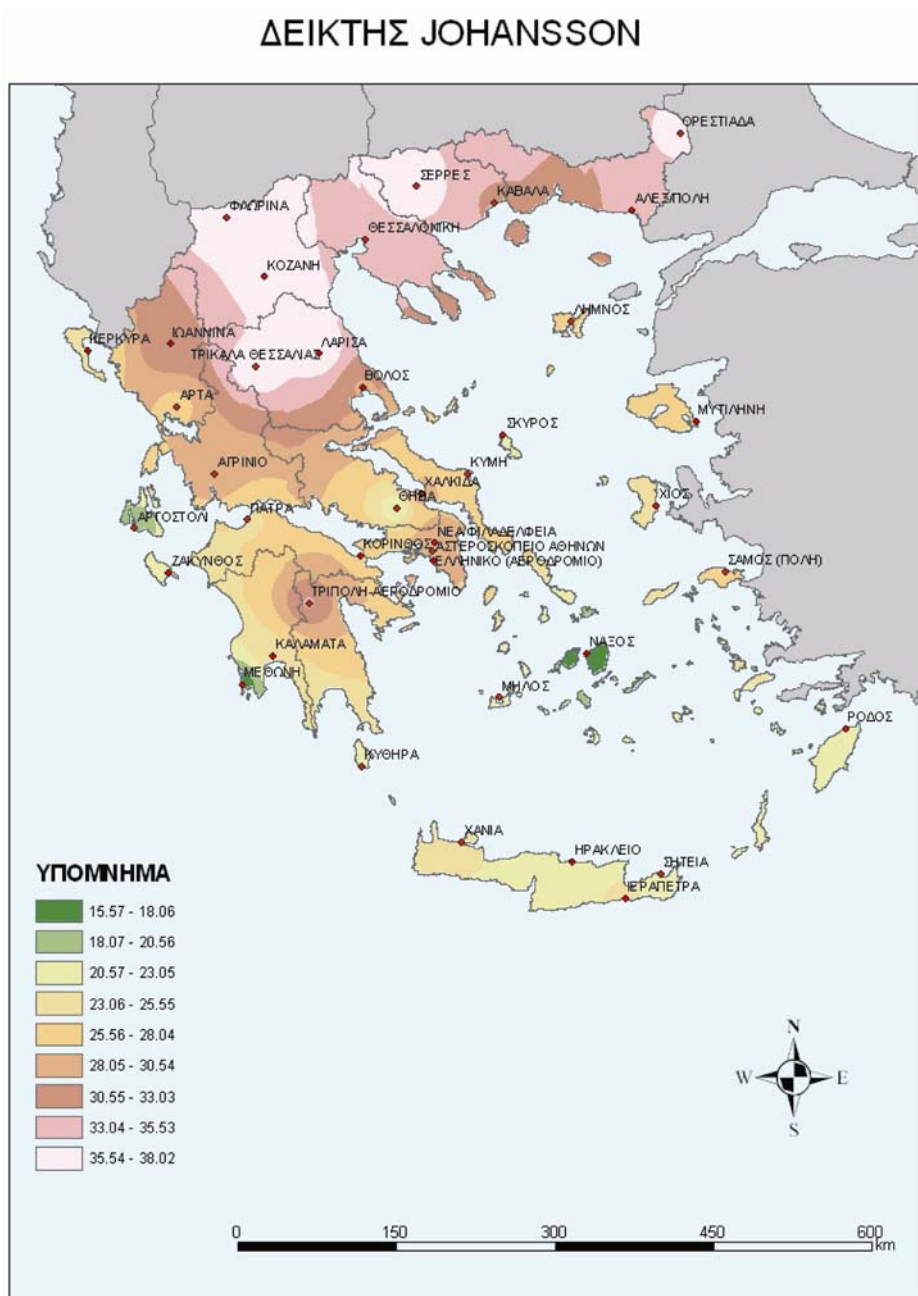 ΔΕΙΚΤΗΣ JOHANSSON
ΟΡΕΣΤΙΑΔΑ
ΣΕΡΡΕΣ
ΚΑΒΑΛΑ
ΑΛΕΞ/ΠΟΛΗ
ΦΛΩΡΙΝΑ
ΘΕΣΣΑΛΟΝΙΚΗ
ΚΟΖΑΝΗ
ΛΗΜΝΟΣ
ΚΕΡΚΥΡΑ
ΙΩΑΝΝΙΝΑ
ΤΡΙΚΑΛΑ ΘΕΣΣΑΛΙΑΣ
ΛΑΡΙΣΑ
ΒΟΛΟΣ
ΑΡΤΑ
ΜΥΤΙΛΗΝΗ
ΣΚΥΡΟΣ
ΑΓΡΙΝΙΟ
ΚΥΜΗ
ΧΑΛΚΙΔΑ
ΘΗΒΑ
ΧΙΟΣ
ΑΡΓΟΣΤΟΛΙ
ΠΑΤΡΑ
ΝΕΑ ΦΙΛΑΔΕΛΦΕΙΑ
ΚΟΡΙΝΘΟΣ
ΑΣΤΕΡΟΣΚΟΠΕΙΟ ΑΘΗΝΩΝ
ΕΛΛΗΝΙΚΟ (ΑΕΡΟΔΡΟΜΙΟ)
ΖΑΚΥΝΘΟΣ
ΣΑΜΟΣ (ΠΟΛΗ)
ΤΡΙΠΟΛΗ-ΑΕΡΟΔΡΟΜΙΟ
ΝΑΞΟΣ
ΚΑΛΑΜΑΤΑ
ΜΕΘΩΝΗ
ΜΗΛΟΣ
ΡΟΔΟΣ
ΚΥΘΗΡΑ
ΧΑΝΙΑ
ΗΡΑΚΛΕΙΟ
ΣΗΤΕΙΑ
ΙΕΡΑΠΕΤΡΑ
ΥΠΟΜΝΗΜΑ
15.57 - 18.06
18.07 - 20.56
20.57 - 23.05
23.06 - 25.55
25.56 - 28.04
28.05 - 30.54
30.55 - 33.03
33.04 - 35.53
35.54 - 38.02
N
W E
S
0 150 300 450 600
km